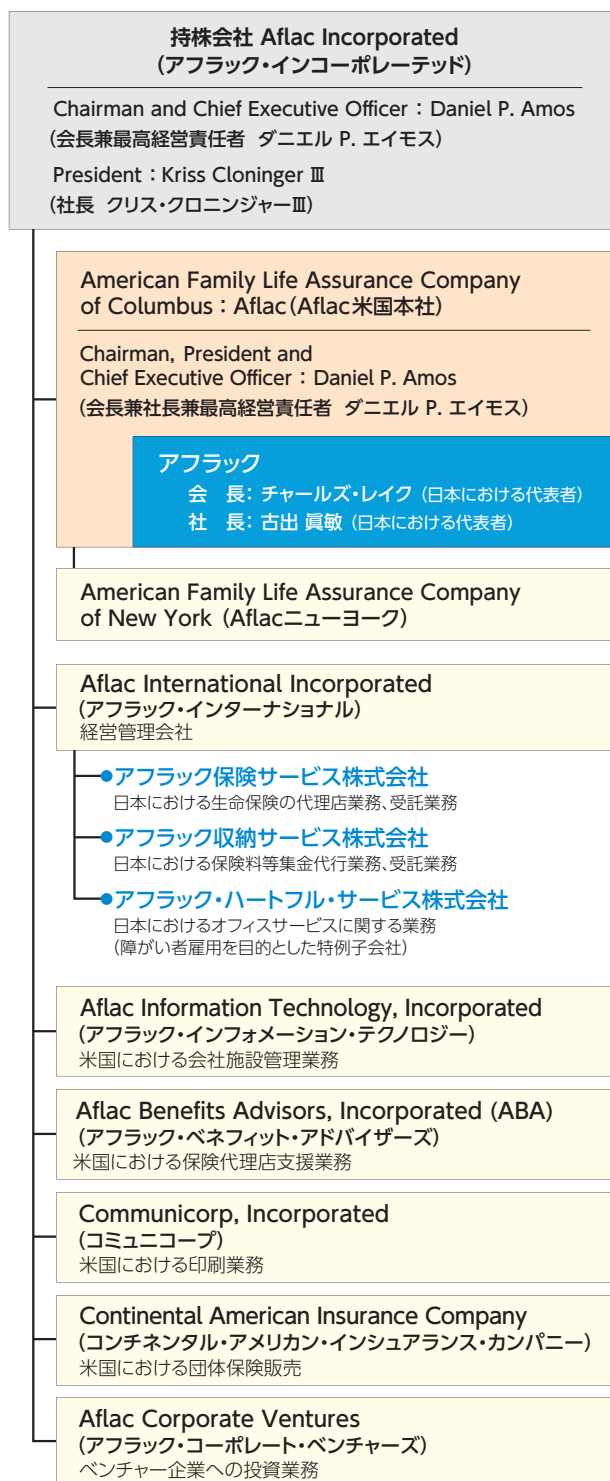 持株会社 Aflac Incorporated
(アフラック・インコーポレーテッド)
Chairman and Chief Executive Officer：Daniel P. Amos
(会長兼最高経営責任者 ダニエル P. エイモス)
President：Kriss Cloninger Ⅲ
(社長 クリス・クロニンジャーⅢ)
American Family Life Assurance Company
of Columbus：Aflac(Aflac米国本社)
Chairman, President and
Chief Executive Officer：Daniel P. Amos
(会長兼社長兼最高経営責任者 ダニエル P. エイモス)
アフラック
会　長：チャールズ・レイク (日本における代表者)
社　長：古出 眞敏 (日本における代表者)
American Family Life Assurance Company
of New York (Aflacニューヨーク)
Aflac International Incorporated
(アフラック・インターナショナル)
経営管理会社
●アフラック保険サービス株式会社
日本における生命保険の代理店業務、受託業務
●アフラック収納サービス株式会社
日本における保険料等集金代行業務、受託業務
●アフラック・ハートフル・サービス株式会社
日本におけるオフィスサービスに関する業務
(障がい者雇用を目的とした特例子会社)
Aflac Information Technology, Incorporated
(アフラック・インフォメーション・テクノロジー)
米国における会社施設管理業務
Aflac Benefits Advisors, Incorporated (ABA)
(アフラック・ベネフィット・アドバイザーズ)
米国における保険代理店支援業務
Communicorp, Incorporated
(コミュニコープ)
米国における印刷業務
Continental American Insurance Company
(コンチネンタル・アメリカン・インシュアランス・カンパニー)
米国における団体保険販売
Aflac Corporate Ventures
(アフラック・コーポレート・ベンチャーズ)
ベンチャー企業への投資業務